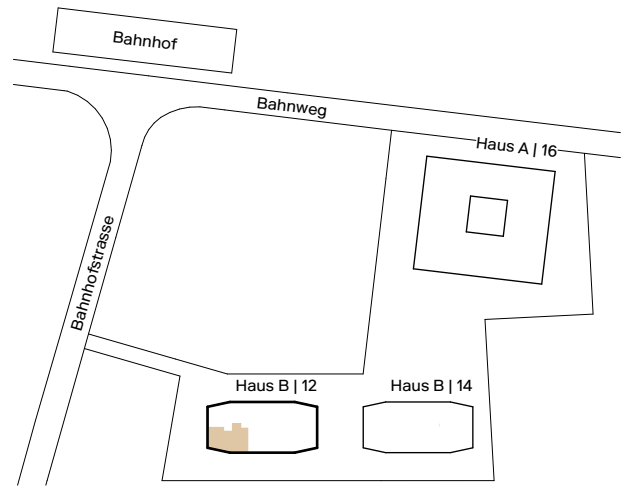 Bahnhof
Bahnweg
Haus A | 16
Bahnhofstrasse
Haus B | 12
Haus B | 14